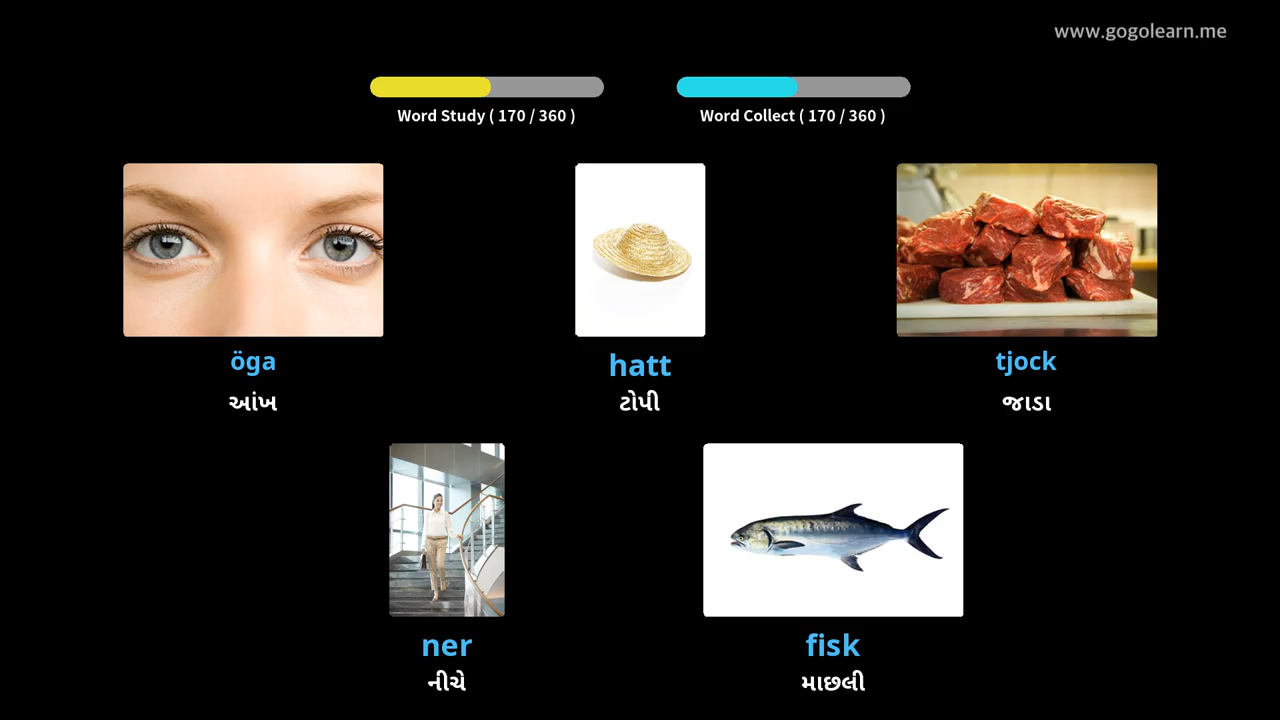 www.gogolearn.me
Word Study ( 170 / 360 )
Word Collect ( 170 / 360 )
öga
hatt
tjock
આંખ
ટોપી
જાડા
ner
fisk
નીચે
માછલી